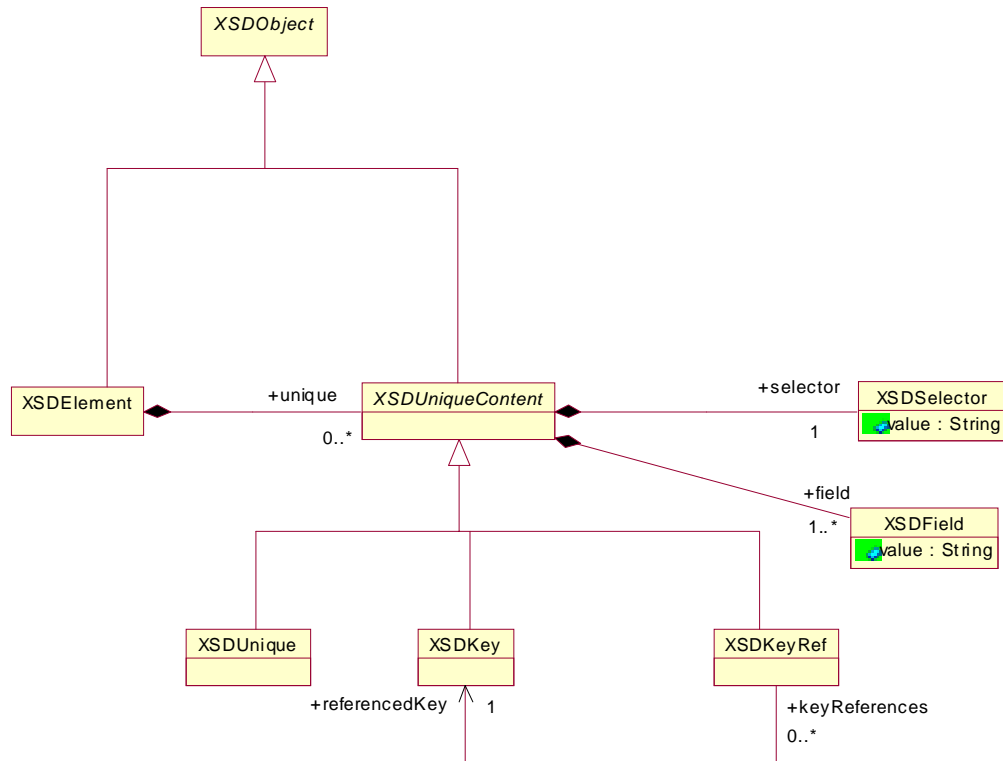 XSDObject
XSDElement
+unique
0..*
XSDUniqueContent
+selector
1
XSDSelector
value : String
+field
1..*
XSDField
value : String
XSDUnique
XSDKey
XSDKeyRef
+referencedKey
1
+keyReferences
0..*